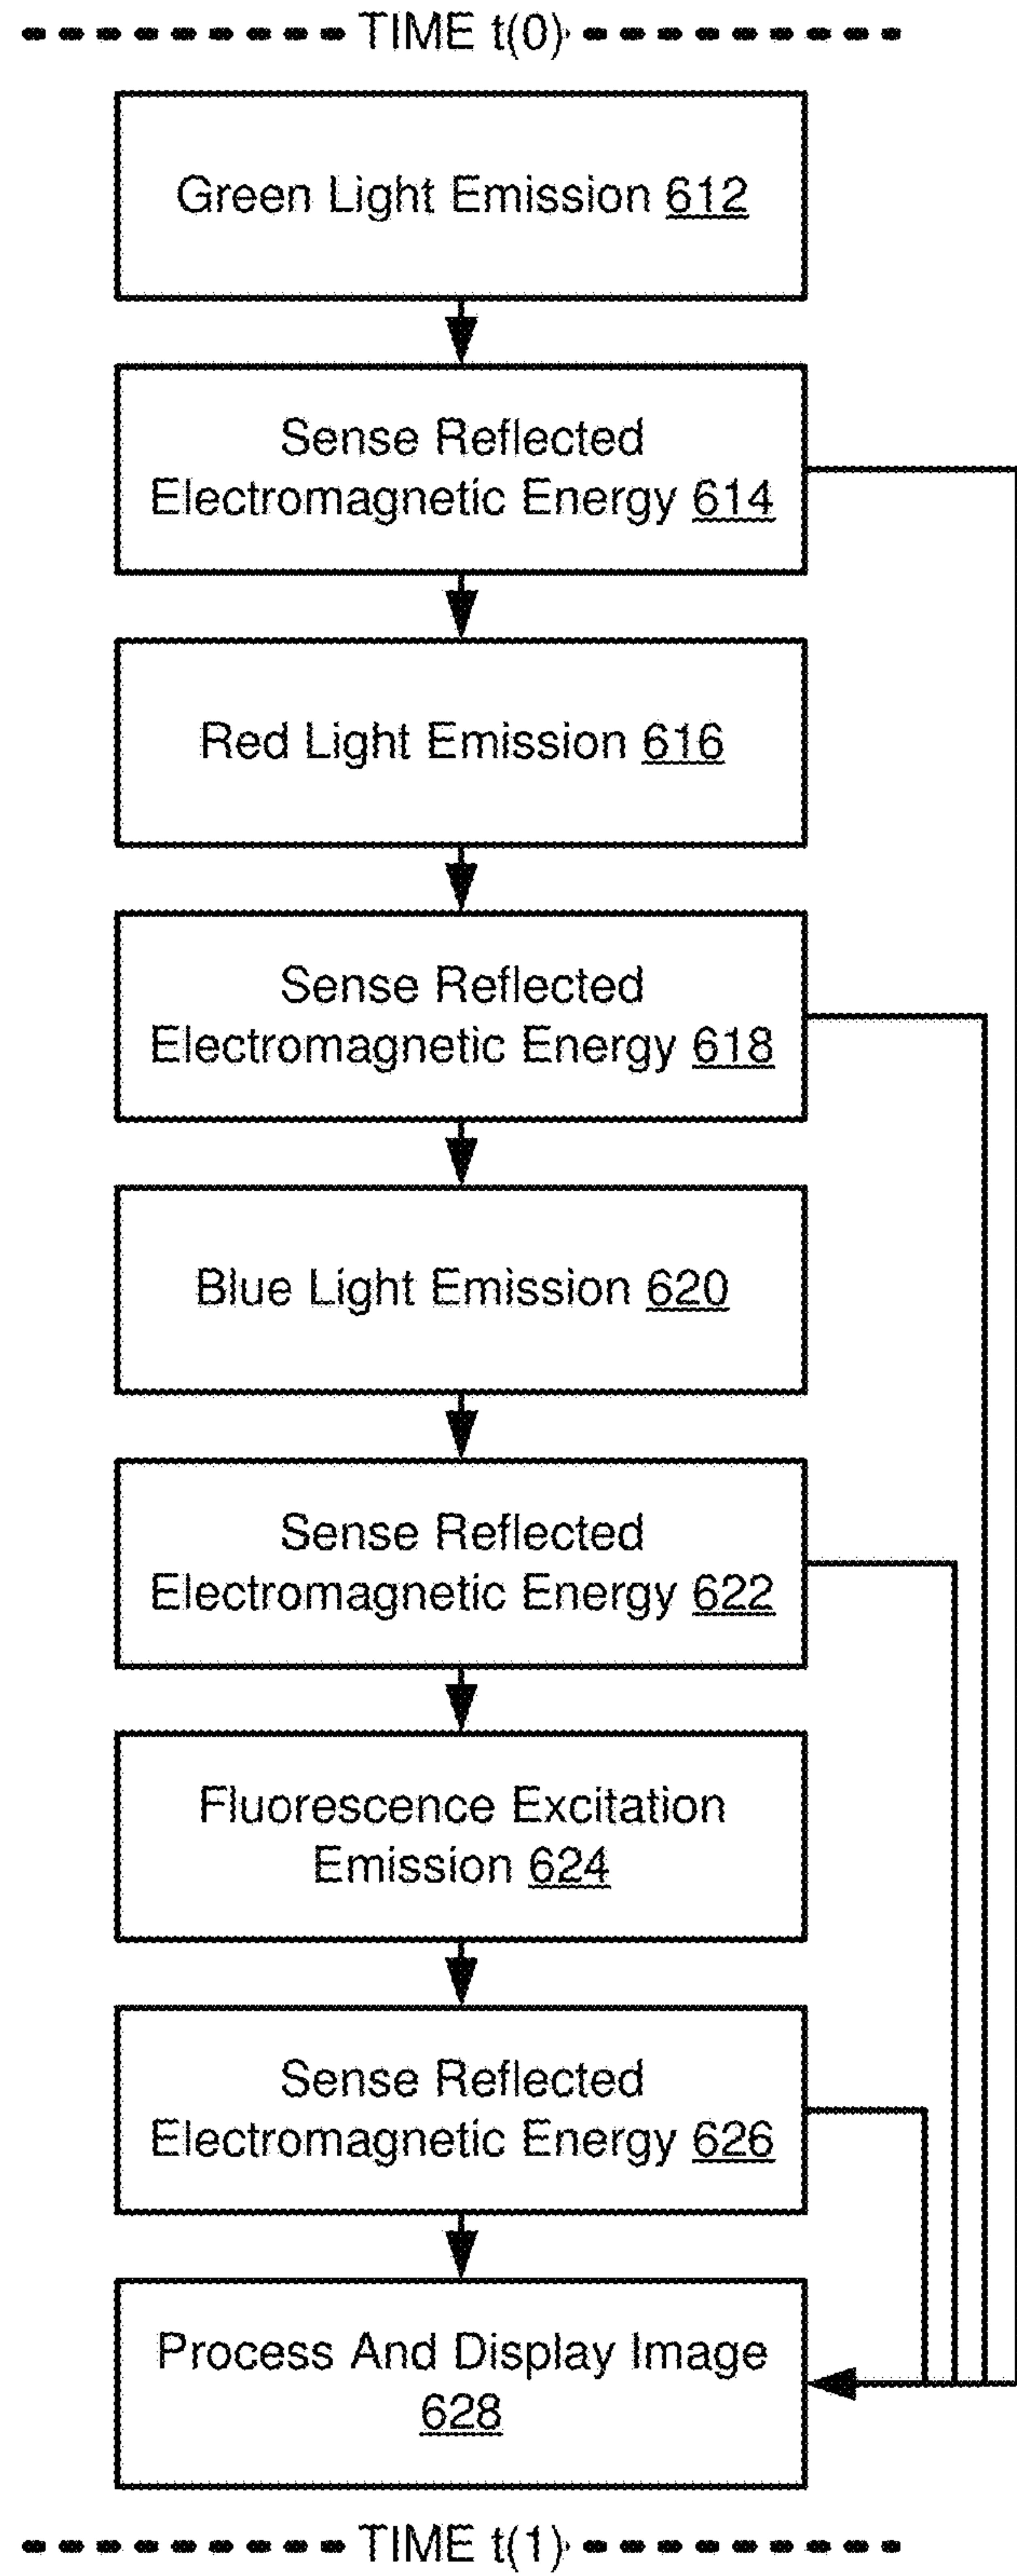 TIME t(0)
Green Light Emission 612
Sense Reflected
Electromagnetic Energy 614
Red Light Emission 616
Sense Reflected
Electromagnetic Energy 618
Blue Light Emission 620
Sense Reflected
Electromagnetic Energy 622
Fluorescence Excitation
Emission 624
Sense Reflected
Electromagnetic Energy 626
Process And Display Image
628
TIME t(1)